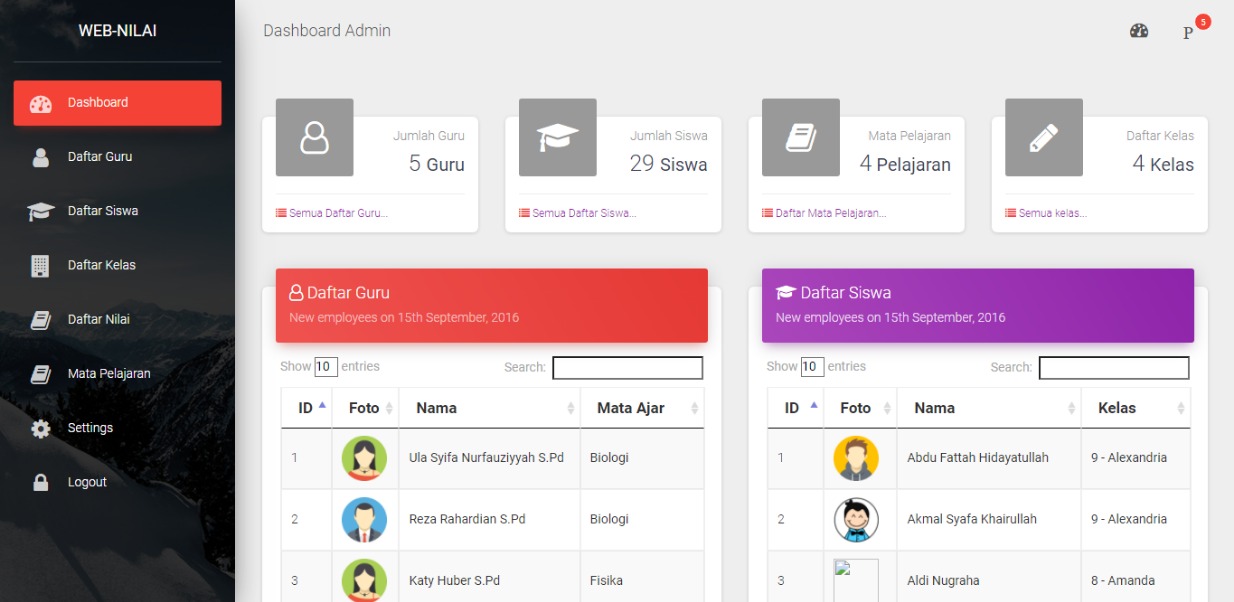 WEB-NILAI
Dashboard
Daftar Guru
Daftar Siswa
Daftar Kelas
Daftar Nilai
Mata Pelajaran
Settings
Logout
Dashboard Admin
P 5
Jumlah Guru
5 Guru
Semua Daftar Guru...
Jumlah Siswa
29 Siswa
Semua Daftar Siswa...
Mata Pelajaran
4 Pelajaran
Daftar Mata Pelajaran...
Daftar Kelas
4 Kelas
Semua kelas...
Daftar Guru
New employees on 15th September, 2016
Show 10 entries Search:
ID Foto Nama Mata Ajar
1 Ula Syifa Nurfauziyyah S.Pd Biologi
2 Reza Rahardian S.Pd Biologi
3 Katy Huber S.Pd Fisika
Daftar Siswa
New employees on 15th September, 2016
Show 10 entries Search:
ID Foto Nama Kelas
1 Abdu Fattah Hidayatullah 9 - Alexandria
2 Akmal Syafa Khairullah 9 - Alexandria
3 Aldi Nugraha 8 - Amanda